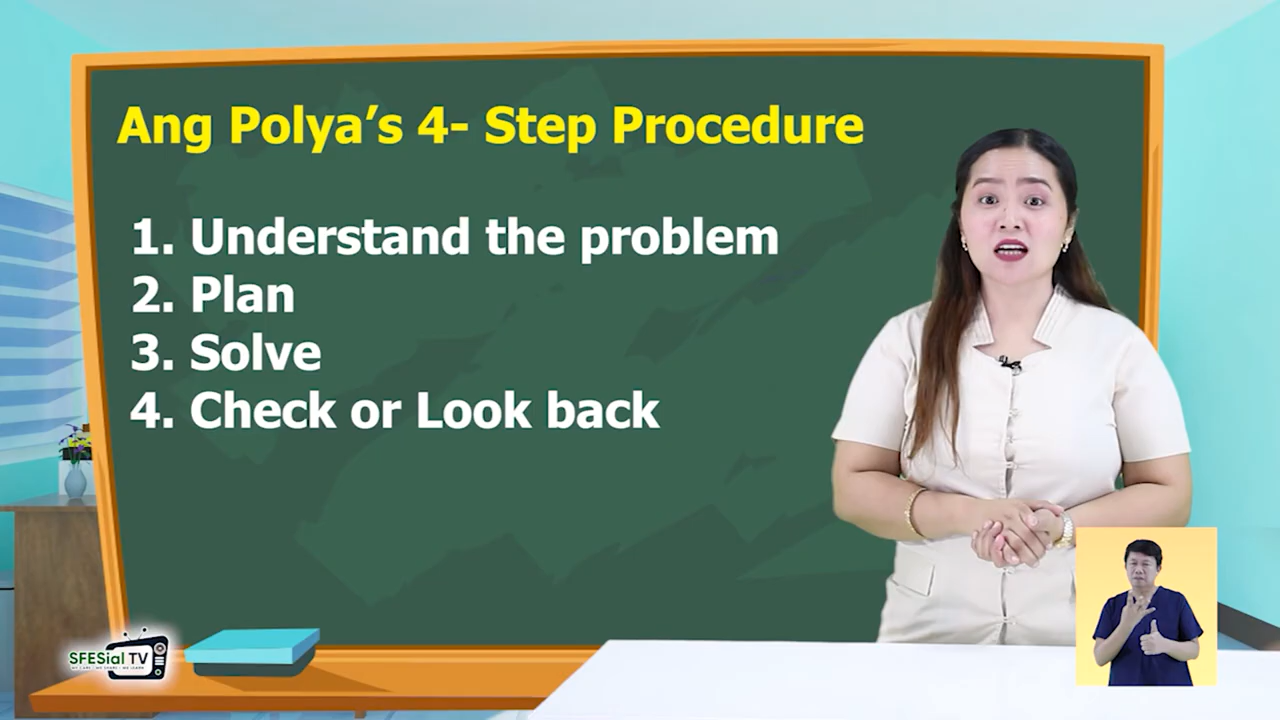 Ang Polya's 4- Step Procedure
1. Understand the problem
2. Plan
3. Solve
4. Check or Look back
SFESial TV